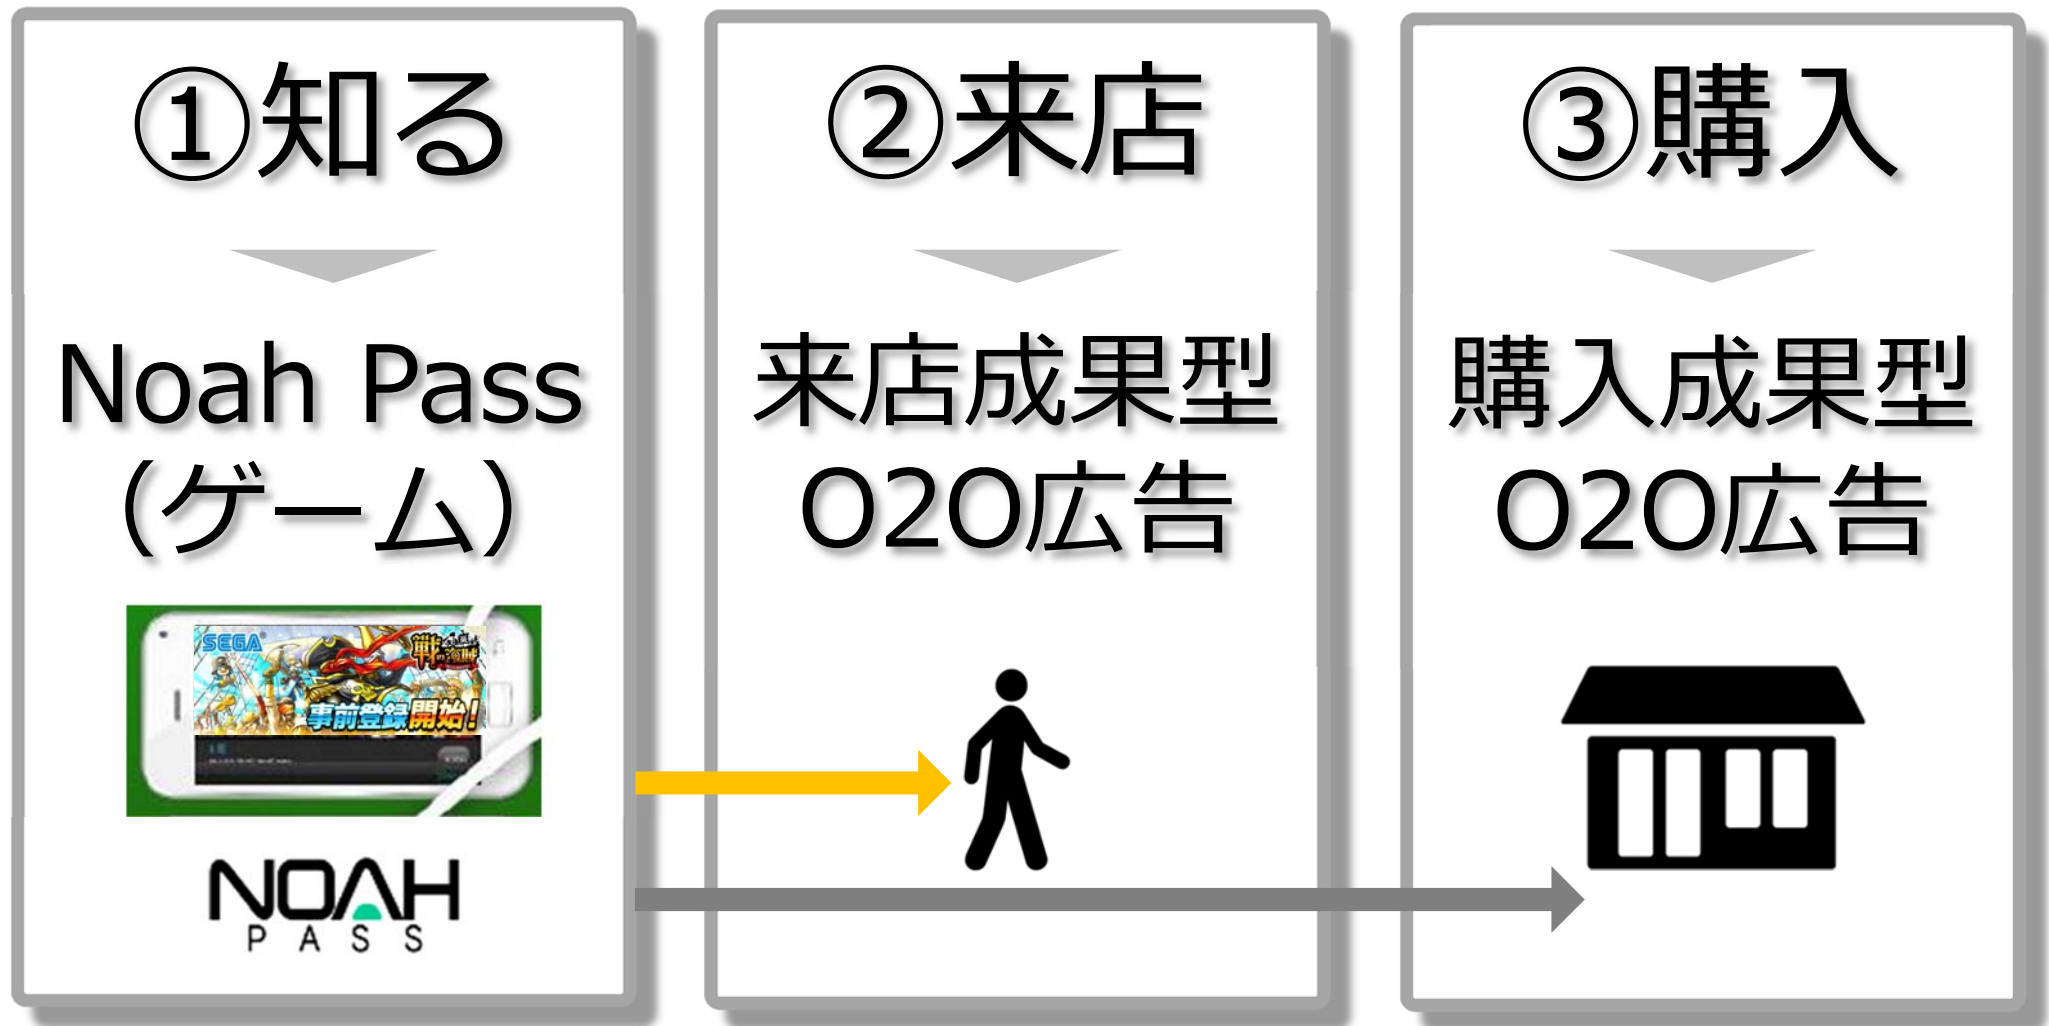 ①知る
Noah Pass
（ゲーム）
SEGA
戦の海賊
事前登録開始！
NOAH
PASS
②来店
来店成果型
O2O広告
③購入
購入成果型
O2O広告